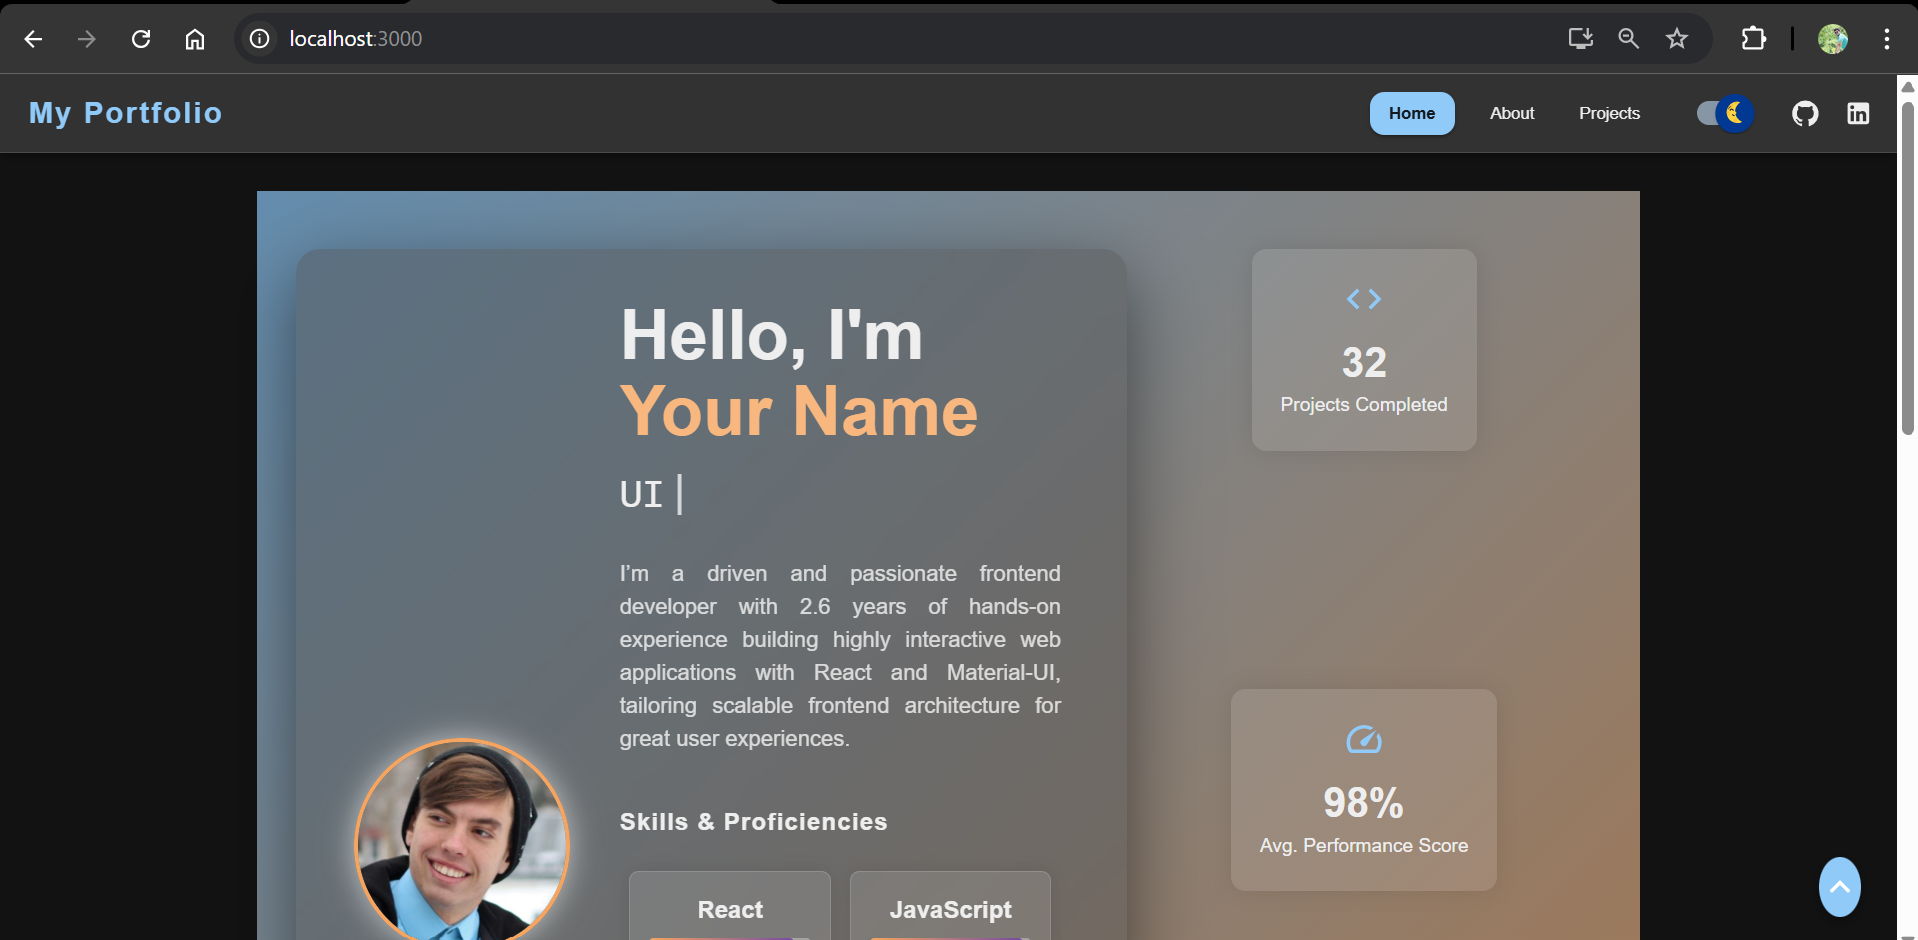 localhost:3000
My Portfolio
Home
About
Projects
Hello, I'm
Your Name
UI
I’m a driven and passionate frontend
developer with 2.6 years of hands-on
experience building highly interactive web
applications with React and Material-UI,
tailoring scalable frontend architecture for
great user experiences.
Skills & Proficiencies
React
JavaScript
32
Projects Completed
98%
Avg. Performance Score